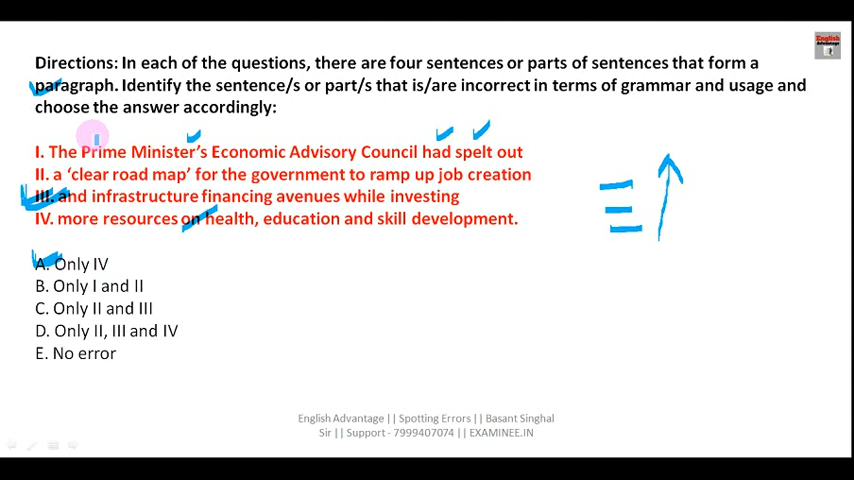 English
Advantage
Directions: In each of the questions, there are four sentences or parts of sentences that form a
paragraph. Identify the sentence/s or part/s that is/are incorrect in terms of grammar and usage and
choose the answer accordingly:
I. The Prime Minister's Economic Advisory Council had spelt out
II. a ‘clear road map’ for the government to ramp up job creation
III. and infrastructure financing avenues while investing
IV. more resources on health, education and skill development.
A. Only IV
B. Only I and II
C. Only II and III
D. Only II, III and IV
E. No error
English Advantage || Spotting Errors || Basant Singhal
Sir || Support - 7999407074 || EXAMINEE.IN